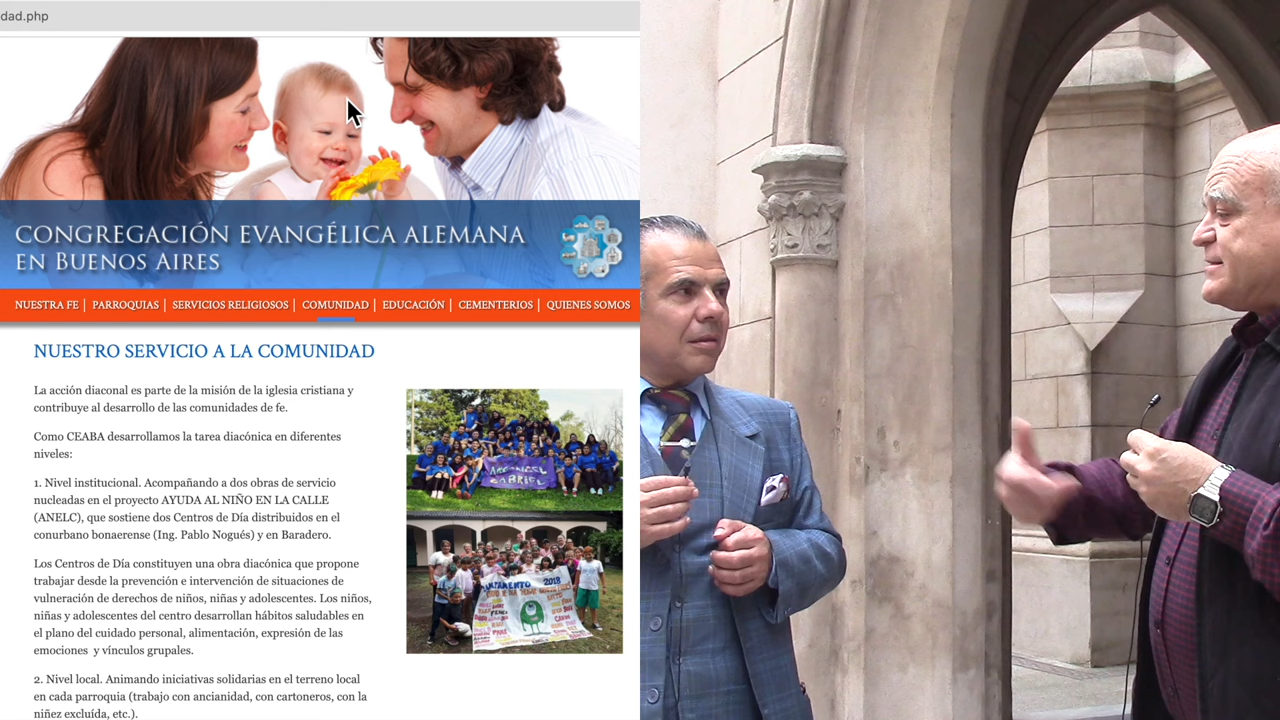 dad.php
CONGREGACIÓN EVANGÉLICA ALEMANA
EN BUENOS AIRES
NUESTRA FE | PARROQUIAS | SERVICIOS RELIGIOSOS | COMUNIDAD | EDUCACIÓN | CEMENTERIOS | QUIENES SOMOS
NUESTRO SERVICIO A LA COMUNIDAD
La acción diaconal es parte de la misión de la iglesia cristiana y
contribuye al desarrollo de las comunidades de fe.
Como CEABA desarrollamos la tarea diacónica en diferentes
niveles:
1. Nivel institucional. Acompañando a dos obras de servicio
nucleadas en el proyecto AYUDA AL NIÑO EN LA CALLE
(ANELC), que sostiene dos Centros de Día distribuidos en el
conurbano bonaerense (Ing. Pablo Nogués) y en Baradero.
Los Centros de Día constituyen una obra diacónica que propone
trabajar desde la prevención e intervención de situaciones de
vulneración de derechos de niños, niñas y adolescentes. Los niños,
niñas y adolescentes del centro desarrollan hábitos saludables en
el plano del cuidado personal, alimentación, expresión de las
emociones y vínculos grupales.
2. Nivel local. Animando iniciativas solidarias en el terreno local
en cada parroquia (trabajo con ancianidad, con cartoneros, con la
niñez excluída, etc.).
ARCANGEL
GABRIEL
2018